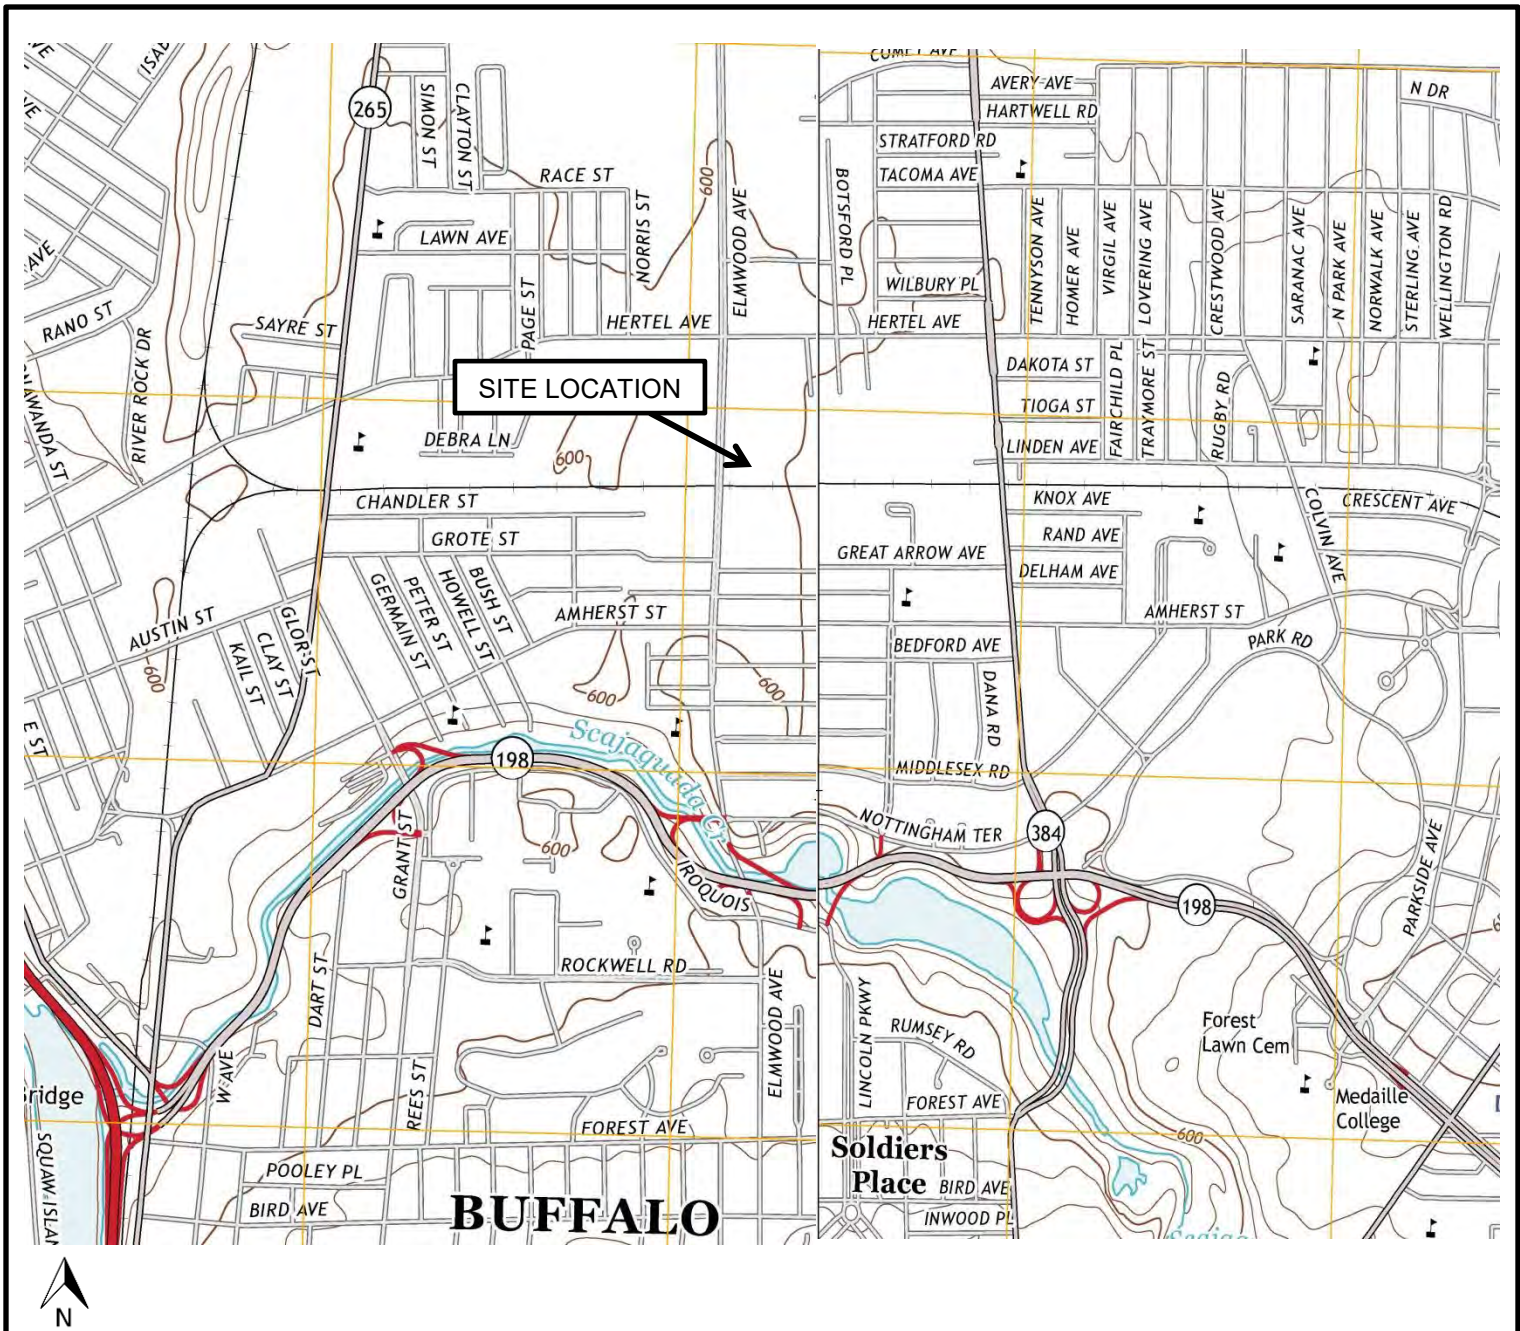 265
SIMON ST
CLAYTON ST
RACE ST
NORRIS ST
LAWN AVE
600
ELMWOOD AVE
PAGE ST
HERTEL AVE
RANO ST
SAYRE ST
RIVER ROCK DR
SITE LOCATION
DEBRA LN
600
AVERY AVE
HARTWELL RD
N DR
STRATFORD RD
TACOMA AVE
BOTSFORD PL
WILBURY PL
HERTEL AVE
TENNYSON AVE
HOMER AVE
VIRGIL AVE
LOVERING AVE
CRESTWOOD AVE
SARANAC AVE
N PARK AVE
NORWALK AVE
STERLING AVE
WELLINGTON RD
DAKOTA ST
TIOGA ST
LINDEN AVE
FAIRCHILD PL
TRAYMORE ST
RUGBY RD
CHANDLER ST
GROTE ST
KNOX AVE
RAND AVE
GREAT ARROW AVE
DELHAM AVE
COLVIN AVE
CRESCENT AVE
AUSTIN ST
GLOR ST
CLAY ST
KAIL ST
GERMAIN ST
PETER ST
HOWELL ST
BUSH ST
AMHERST ST
600
600
600
AMHERST ST
BEDFORD AVE
DANA RD
PARK RD
E ST
198
Scajaquada Cr
MIDDLESEX RD
NOTTINGHAM TER
384
GRANT ST
600
IROQUOIS
198
PARKSIDE AVE
DART ST
ROCKWELL RD
ELMWOOD AVE
LINCOLN PKWY
RUMSEY RD
Forest
Lawn Cem
W AVE
REES ST
FOREST AVE
FOREST AVE
600
Medaille
College
POOLEY PL
BIRD AVE
BUFFALO
Soldiers
Place
BIRD AVE
INWOOD PL
N